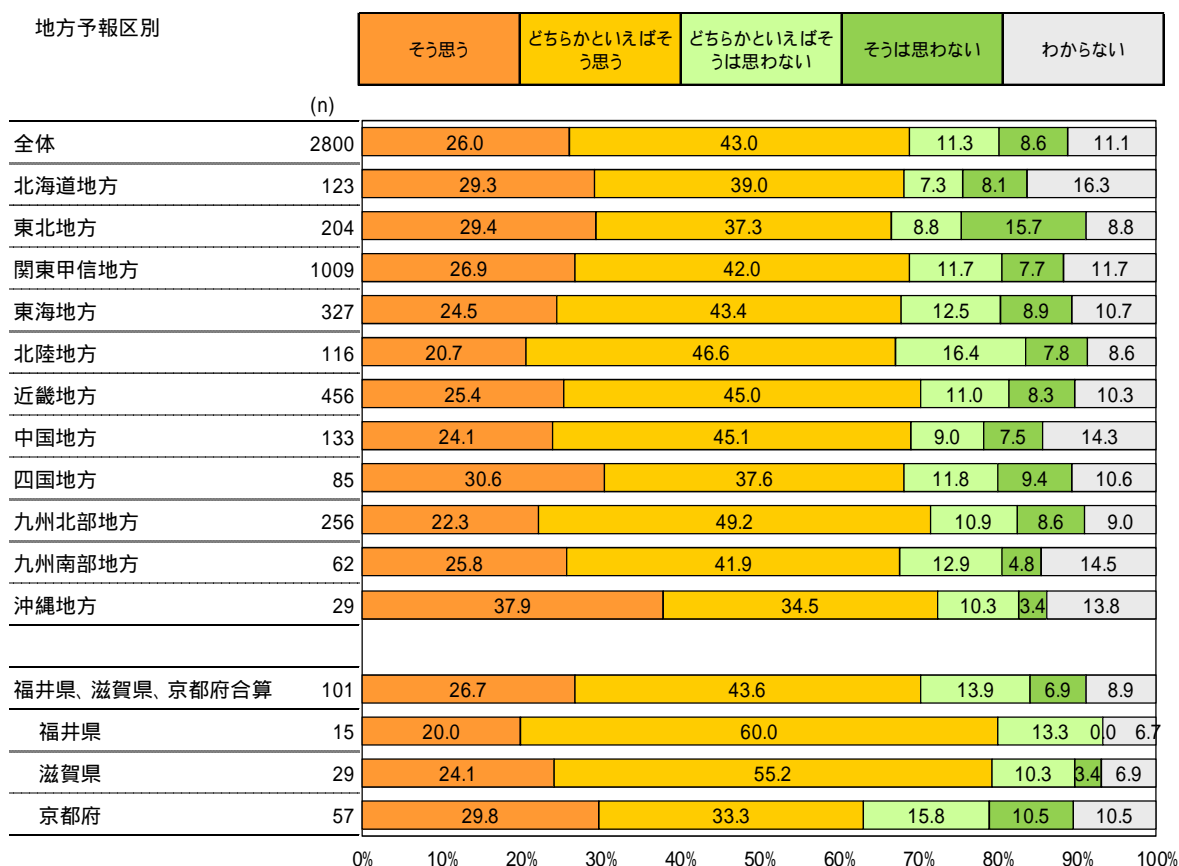 地方予報区別
そう思う
どちらかといえばそ
う思う
どちらかといえばそ
うは思わない
そうは思わない
わからない
(n)
全体 2800 26.0 43.0 11.3 8.6 11.1
北海道地方 123 29.3 39.0 7.3 8.1 16.3
東北地方 204 29.4 37.3 8.8 15.7 8.8
関東甲信地方 1009 26.9 42.0 11.7 7.7 11.7
東海地方 327 24.5 43.4 12.5 8.9 10.7
北陸地方 116 20.7 46.6 16.4 7.8 8.6
近畿地方 456 25.4 45.0 11.0 8.3 10.3
中国地方 133 24.1 45.1 9.0 7.5 14.3
四国地方 85 30.6 37.6 11.8 9.4 10.6
九州北部地方 256 22.3 49.2 10.9 8.6 9.0
九州南部地方 62 25.8 41.9 12.9 4.8 14.5
沖縄地方 29 37.9 34.5 10.3 3.4 13.8
福井県、滋賀県、京都府合算 101 26.7 43.6 13.9 6.9 8.9
福井県 15 20.0 60.0 13.3 0.0 6.7
滋賀県 29 24.1 55.2 10.3 3.4 6.9
京都府 57 29.8 33.3 15.8 10.5 10.5
0% 10% 20% 30% 40% 50% 60% 70% 80% 90% 100%